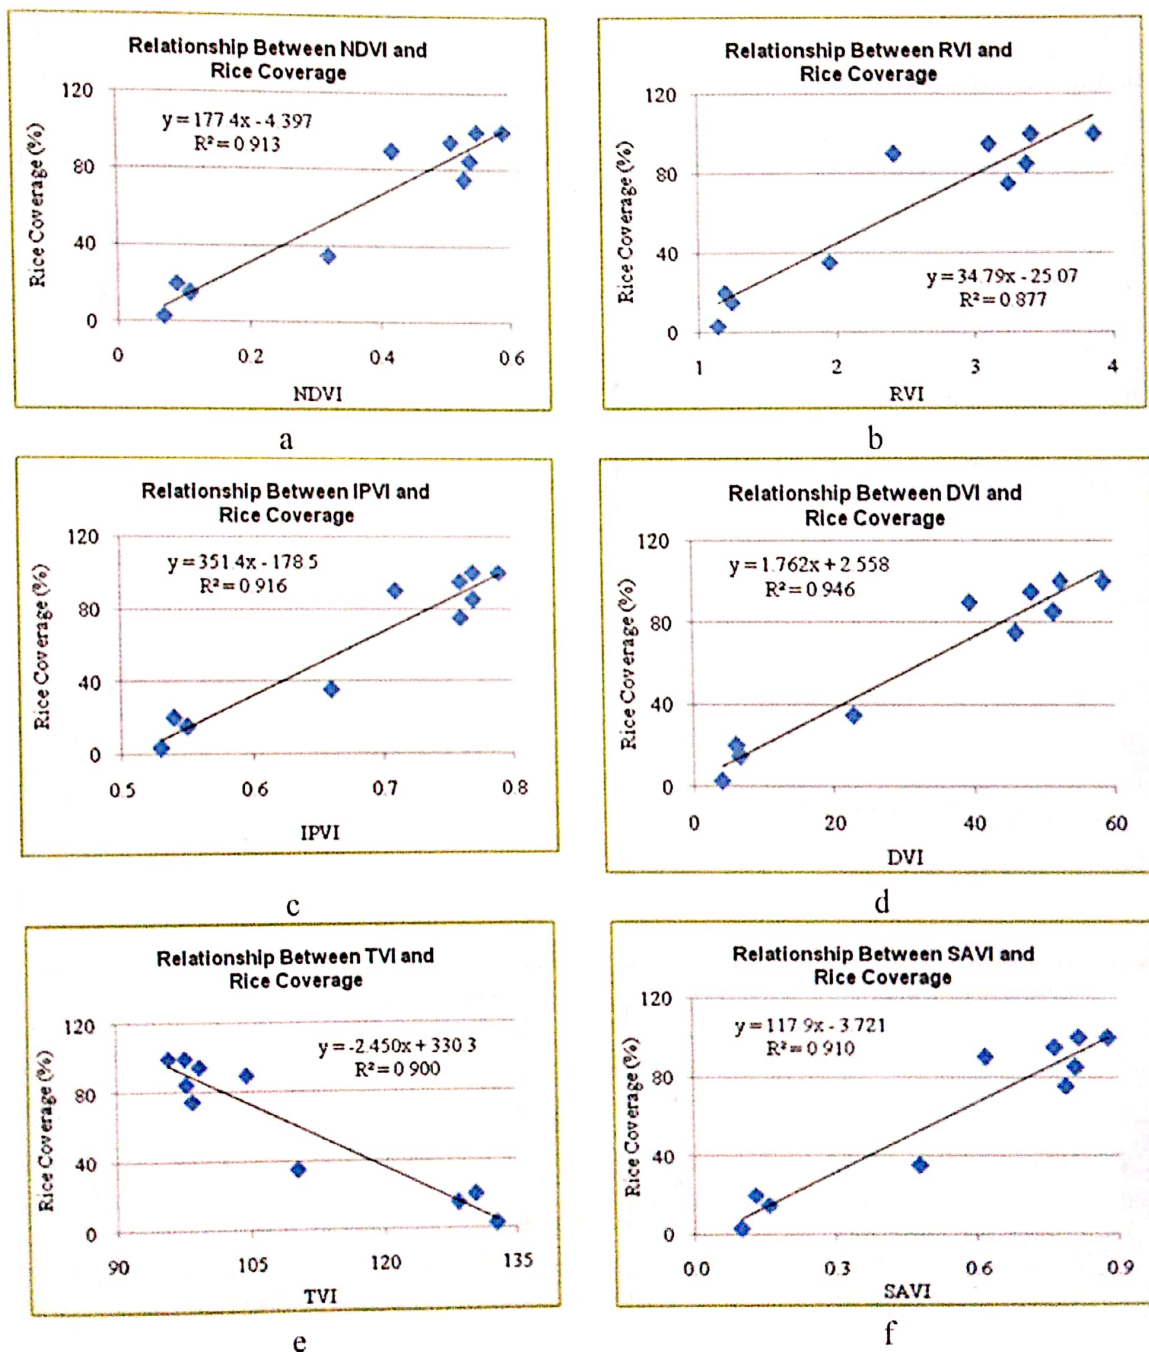 Relationship Between NDVI and
Rice Coverage
Rice Coverage (%)
120
80
40
0
y = 177 4x - 4 397
R² = 0 913
0 0.2 0 4 0.6
NDVI
a
Relationship Between RVI and
Rice Coverage
Rice Coverage (%)
120
80
40
0
y = 34.79x - 25 07
R² = 0 877
1 2 3 4
RVI
b
Relationship Between IPVI and
Rice Coverage
Rice Coverage (%)
120
80
40
0
y = 351 4x - 178 5
R² = 0 916
0.5 0 6 0.7 0.8
IPVI
c
Relationship Between DVI and
Rice Coverage
Rice Coverage (%)
120
80
40
0
y = 1.762x + 2 558
R² = 0 946
0 20 40 60
DVI
d
Relationship Between TVI and
Rice Coverage
Rice Coverage (%)
120
80
40
0
y = -2.450x + 330 3
R² = 0 900
90 105 120 135
TVI
e
Relationship Between SAVI and
Rice Coverage
Rice Coverage (%)
120
80
40
0
y = 117 9x - 3 721
R² = 0 910
0.0 0.3 0 6 0.9
SAVI
f